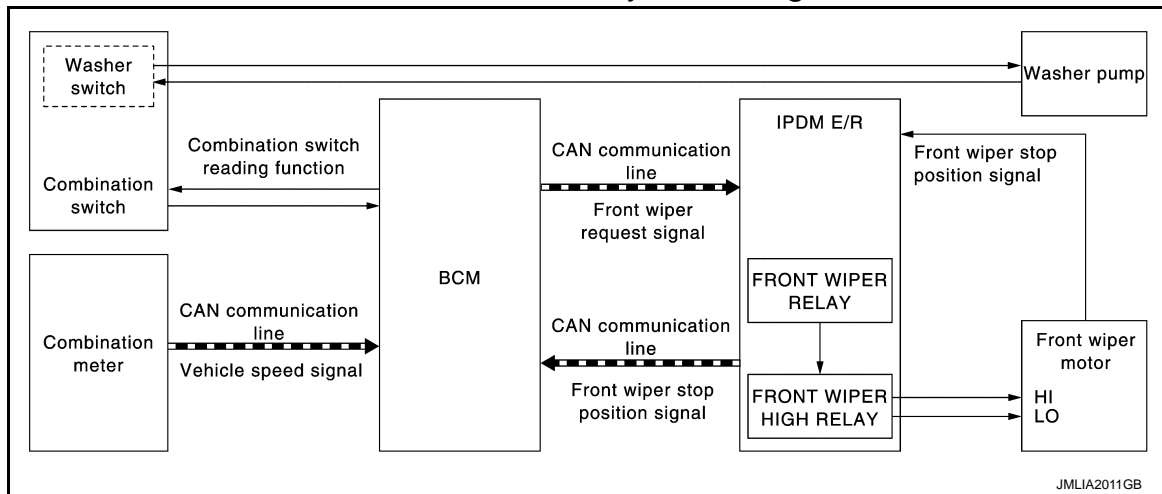 Washer
switch
Combination
switch
Combination switch
reading function
Combination
meter
CAN communication
line
Vehicle speed signal
BCM
CAN communication
line
Front wiper
request signal
CAN communication
line
Front wiper stop
position signal
IPDM E/R
FRONT WIPER
RELAY
FRONT WIPER
HIGH RELAY
Washer pump
Front wiper stop
position signal
Front wiper
motor
HI
LO
JMLIA2011GB